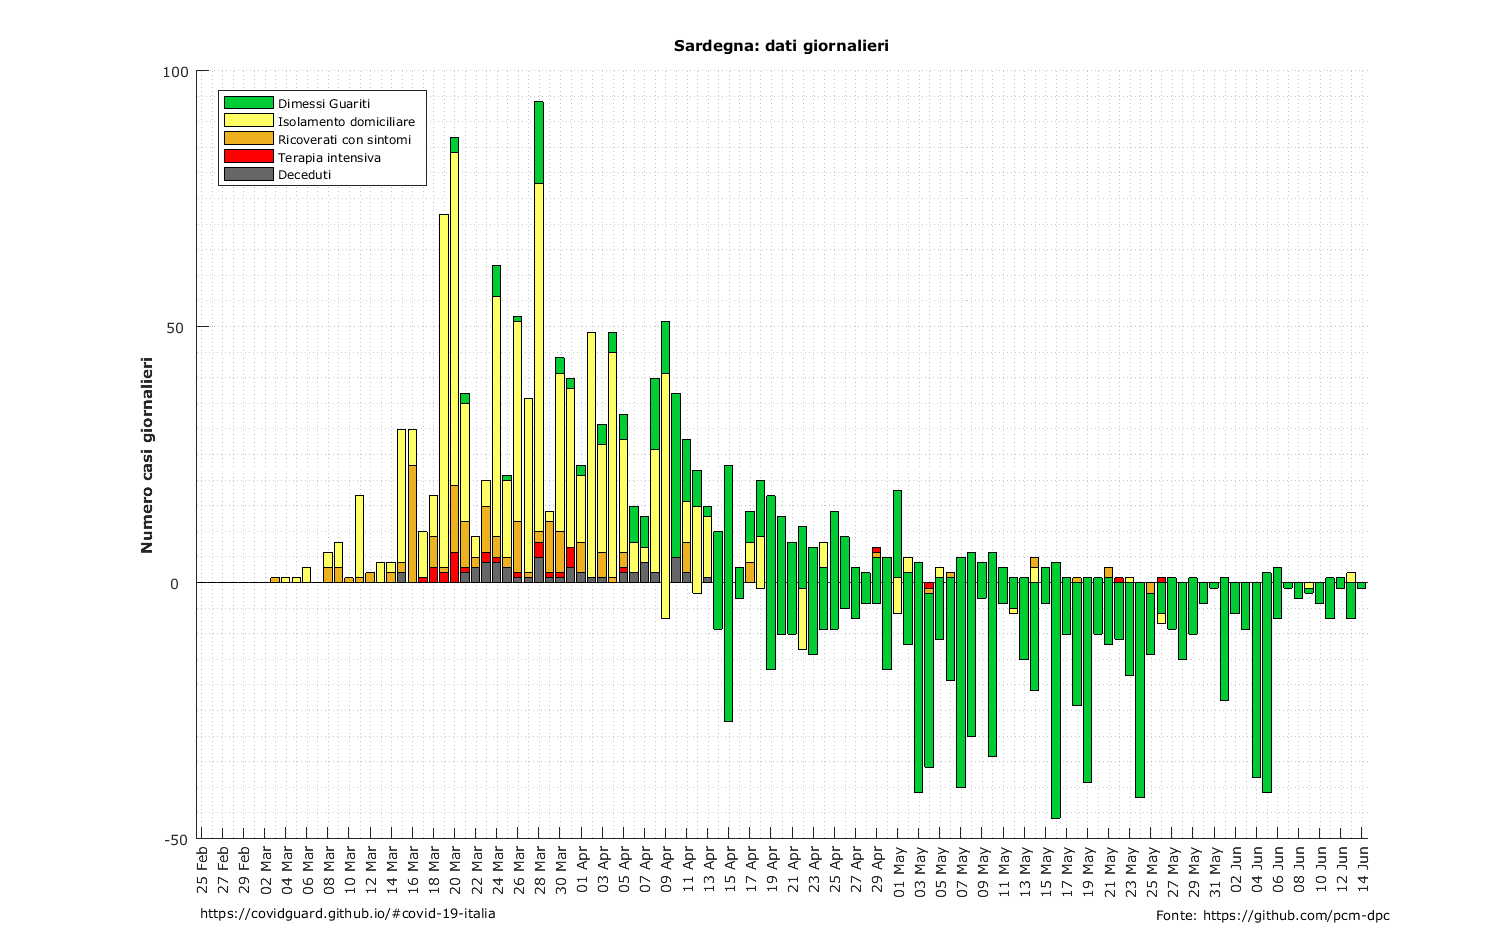 Sardegna: dati giornalieri
Numero casi giornalieri
100
50
0
-50
Dimessi Guariti
Isolamento domiciliare
Ricoverati con sintomi
Terapia intensiva
Deceduti
25 Feb
27 Feb
29 Feb
02 Mar
04 Mar
06 Mar
08 Mar
10 Mar
12 Mar
14 Mar
16 Mar
18 Mar
20 Mar
22 Mar
24 Mar
26 Mar
28 Mar
30 Mar
01 Apr
03 Apr
05 Apr
07 Apr
09 Apr
11 Apr
13 Apr
15 Apr
17 Apr
19 Apr
21 Apr
23 Apr
25 Apr
27 Apr
29 Apr
01 May
03 May
05 May
07 May
09 May
11 May
13 May
15 May
17 May
19 May
21 May
23 May
25 May
27 May
29 May
31 May
02 Jun
04 Jun
06 Jun
08 Jun
10 Jun
12 Jun
14 Jun
https://covidguard.github.io/#covid-19-italia
Fonte: https://github.com/pcm-dpc